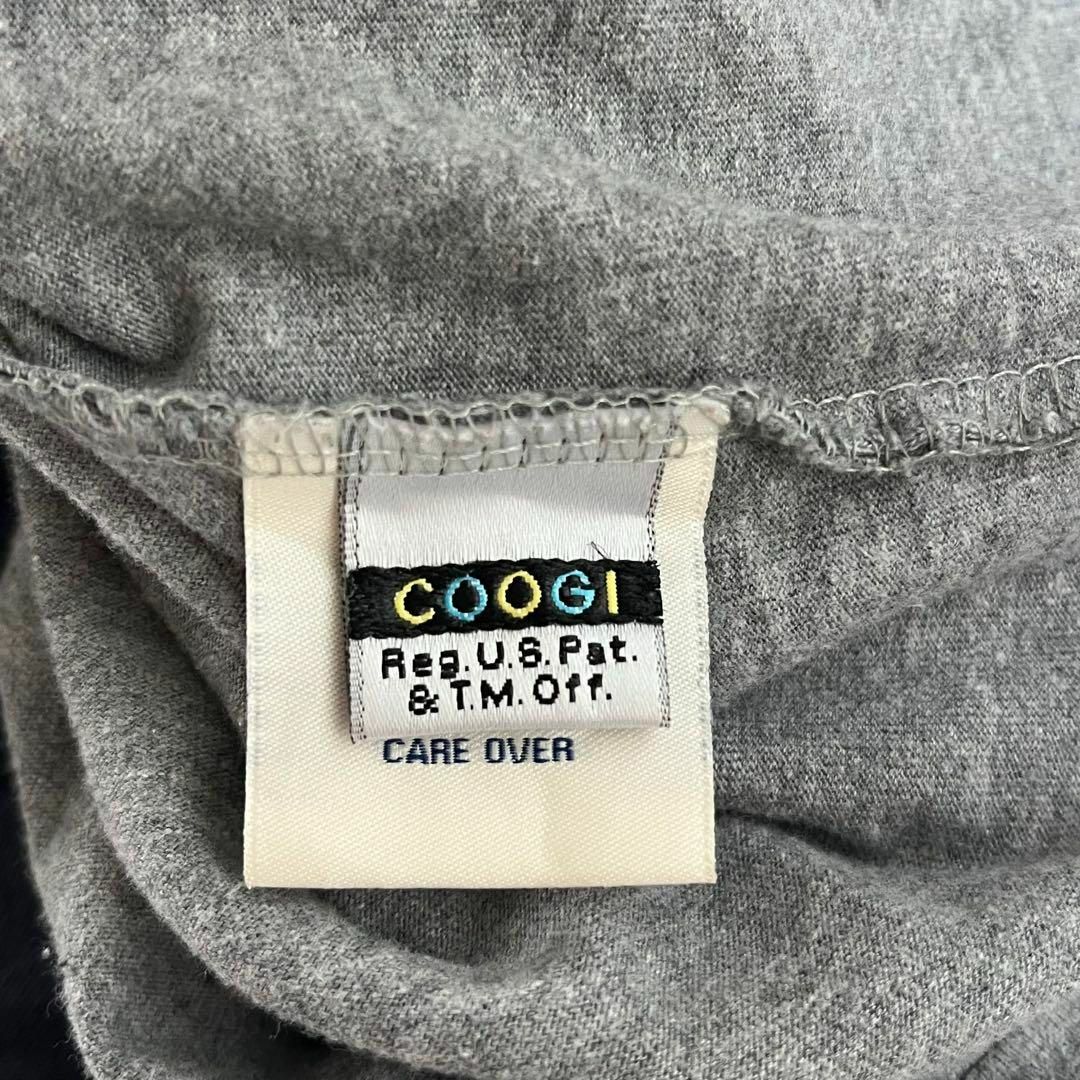 COOGI
Reg. U.S. Pat.
& T.M. Off.
CARE OVER